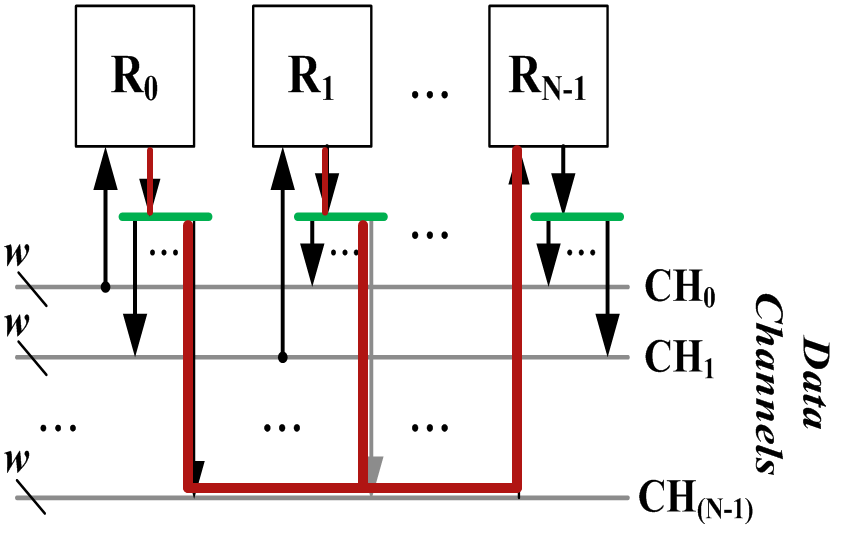 R0 R1 ... RN-1
... ... ... ...
w CH0
w CH1
... ... ...
w CH(N-1)
Data
Channels